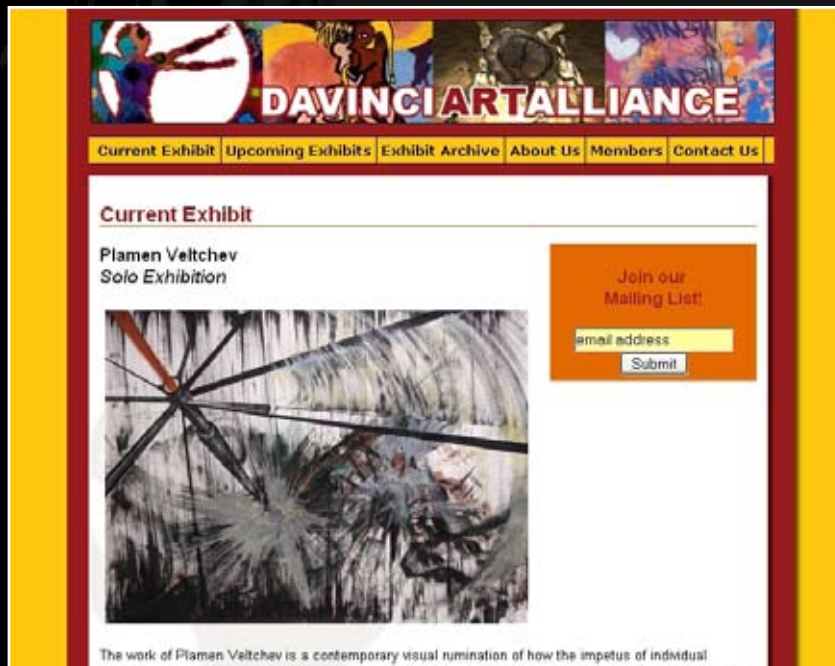 DAVINCI ART ALLIANCE
Current Exhibit Upcoming Exhibits Exhibit Archive About Us Members Contact Us
Current Exhibit
Plamen Veltchev
Solo Exhibition
Join our
Mailing List!
email address
Submit
The work of Plamen Veltchev is a contemporary visual rumination of how the impetus of individual